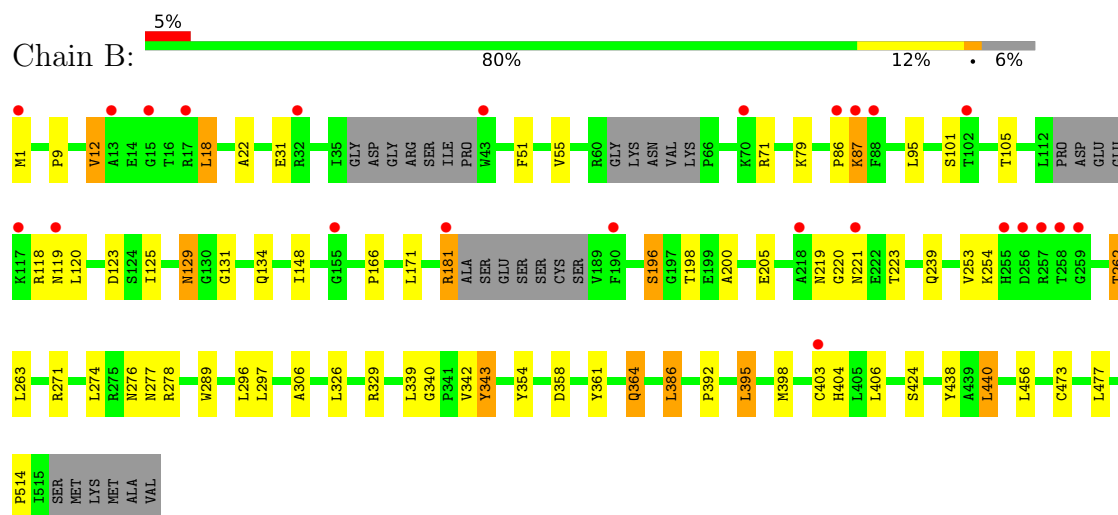 5%
Chain B:
80% 12% • 6%
M1 P9 V12 A13 E14 G15 T16 R17 L18 A22 E31 R32 I35 GLY ASP GLY ARG SER ILE PRO W43 F51 V55 R60 GLY LYS ASN VAL LYS P66 K70 R71 K79 P86 K87 F88 L95 S101 T102 T105 L112 PRO ASP GLU GLU
K117 R118 N119 L120 D123 S124 I125 N129 G130 G131 Q134 I148 G155 P166 L171 R181 ALA SER GLU SER SER CYS SER V189 F190 S196 G197 T198 E199 A200 E205 A218 N219 G220 N221 E222 T223 Q239 V253 K254 H255 D256 R257 T258 G259 T262
L263 R271 L274 R275 N276 N277 R278 W289 L296 L297 A306 L326 R329 L339 G340 P341 V342 Y343 Y354 D358 Y361 Q364 L386 P392 L395 M398 C403 H404 L405 L406 S424 Y438 A439 L440 L456 C473 L477
P514 I515 SER MET LYS MET ALA VAL